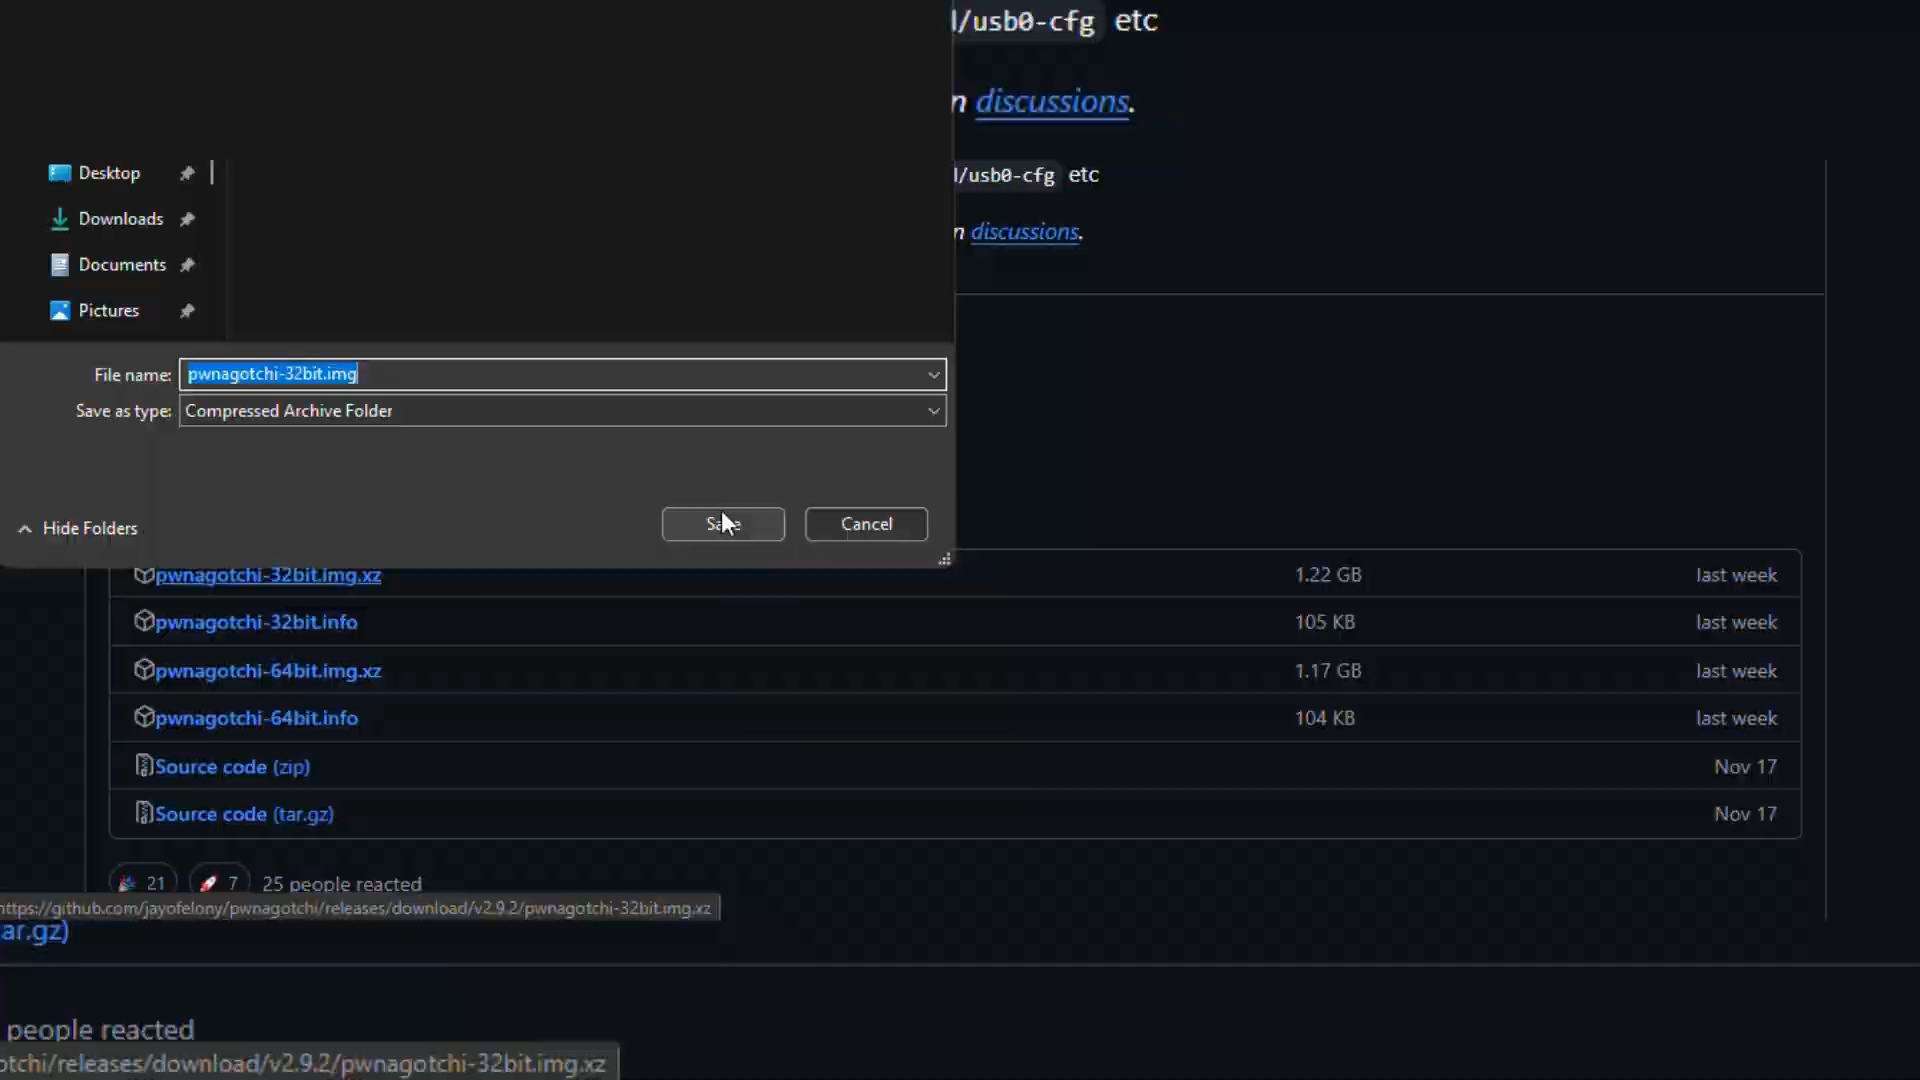 l/usb0-cfg etc
n discussions.
Desktop
l/usb0-cfg etc
Downloads
n discussions.
Documents
Pictures
File name: pwnagotchi-32bit.img
Save as type: Compressed Archive Folder
Hide Folders
Save Cancel
pwnagotchi-32bit.img.xz 1.22 GB last week
pwnagotchi-32bit.info 105 KB last week
pwnagotchi-64bit.img.xz 1.17 GB last week
pwnagotchi-64bit.info 104 KB last week
Source code (zip) Nov 17
Source code (tar.gz) Nov 17
21 7 25 people reacted
https://github.com/jayofelony/pwnagotchi/releases/download/v2.9.2/pwnagotchi-32bit.img.xz
ar.gz)
people reacted
otchi/releases/download/v2.9.2/pwnagotchi-32bit.img.xz